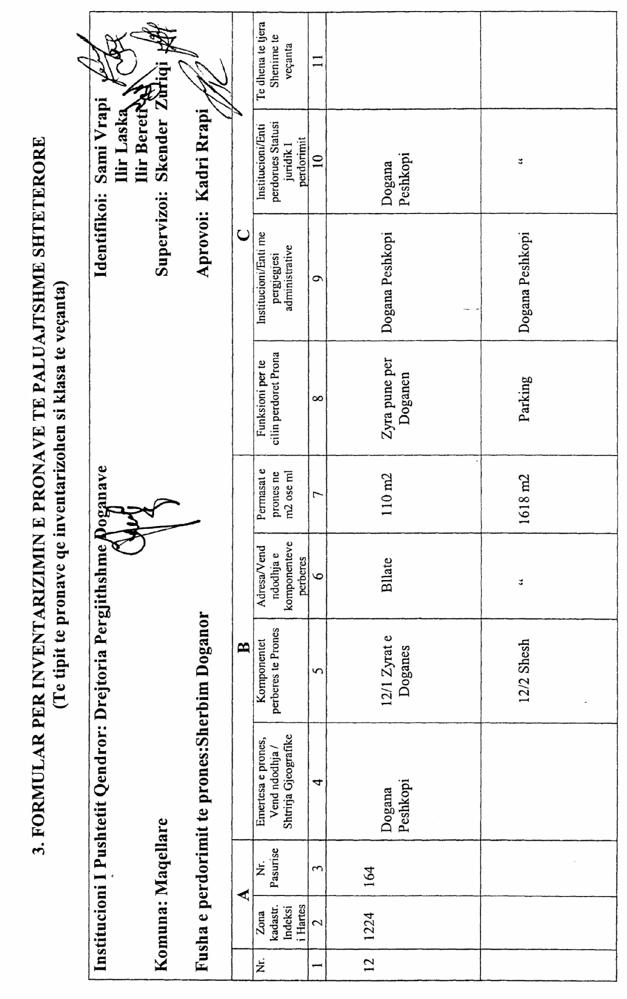 3. FORMULAR PER INVENTARIZIMIN E PRONAVE TE PALUAJTSHME SHTETERORE
(Te tipit te pronave qe inventarizohen si klasa te veçanta)
Institucioni I Pushtetit Qendror: Drejtoria Pergjithshme Doganave
Identifikoi: Sami Vrapi
Ilir Laska
Ilir Bereti
Komuna: Maqellare
Supervizoi: Skender Zuriqi
Fusha e perdorimit te prones:Sherbim Doganor
Aprovoi: Kadri Rrapi
A
B
C
Nr.
Zona
kadastr.
Indeksi
i Hartes
Nr.
Pasurise
Emertesa e prones,
Vend ndodhja /
Shtrirja Gjeografike
Komponentet
perberes te Prones
Adresa/Vend
ndodhja e
komponenteve
perberes
Permasat e
prones ne
m2 ose ml
Funksioni per te
cilin perdoret Prona
Institucioni/Enti me
pergjegjesi
administrative
Institucioni/Enti
perdorues Statusi
juridik I
perdorimit
Te dhena te tjera
Shenime te
veçanta
1 2 3 4 5 6 7 8 9 10 11
12 1224 164
Dogana
Peshkopi
12/1 Zyrat e
Doganes
Bllate
110 m2
Zyra pune per
Doganen
Dogana Peshkopi
Dogana
Peshkopi
12/2 Shesh
“
1618 m2
Parking
Dogana Peshkopi
“